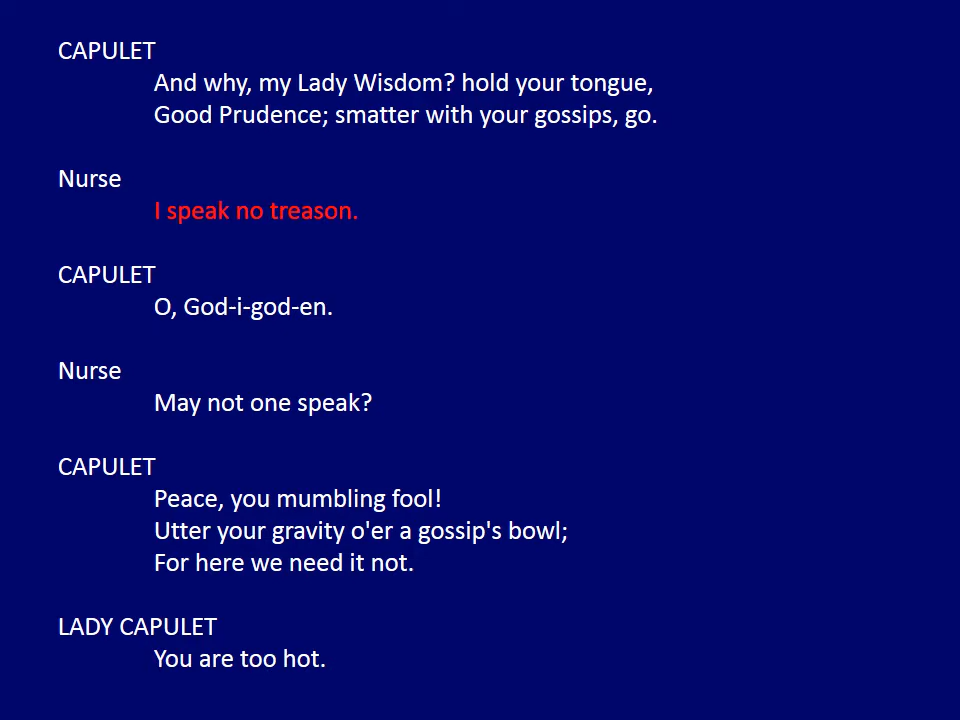 CAPULET
And why, my Lady Wisdom? hold your tongue,
Good Prudence; smatter with your gossips, go.
Nurse
I speak no treason.
CAPULET
O, God-i-god-en.
Nurse
May not one speak?
CAPULET
Peace, you mumbling fool!
Utter your gravity o'er a gossip's bowl;
For here we need it not.
LADY CAPULET
You are too hot.